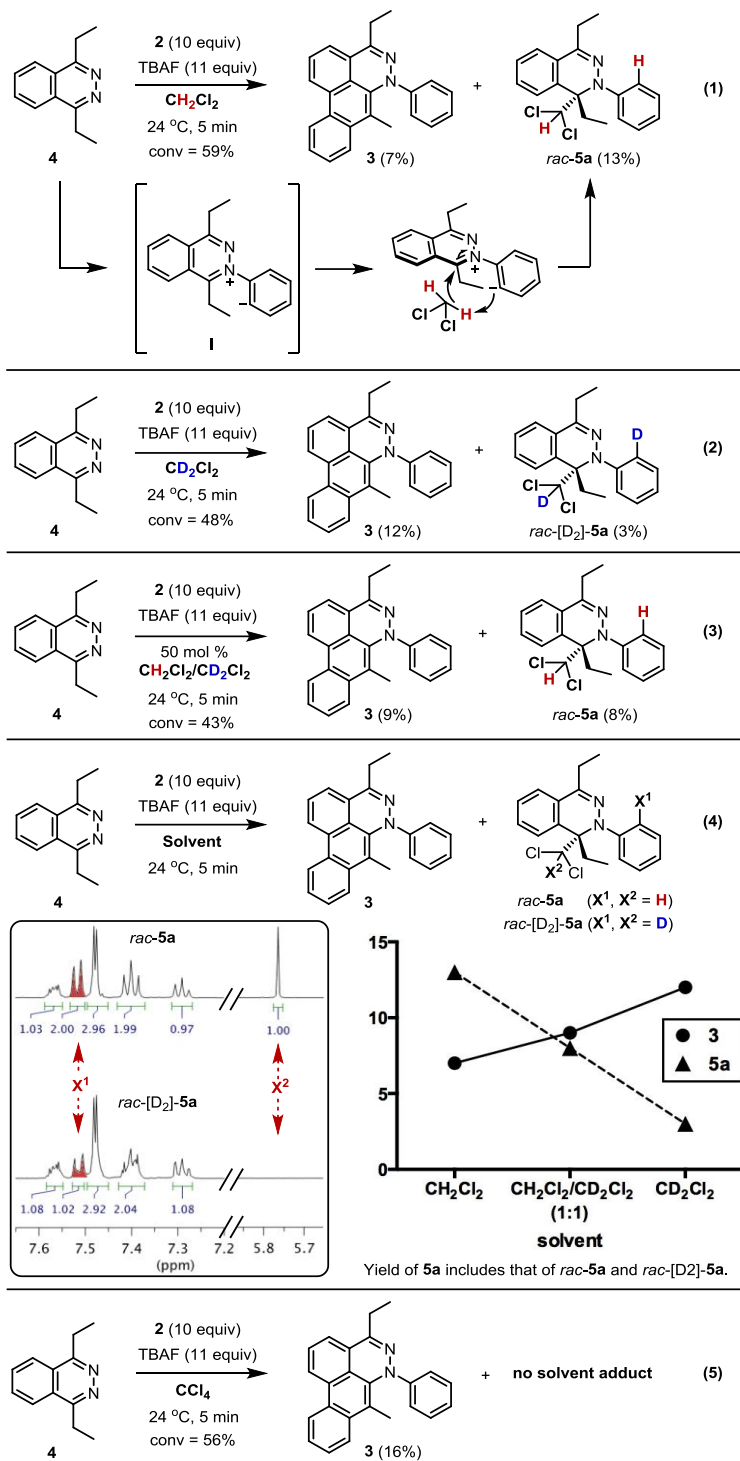 2 (10 equiv)
TBAF (11 equiv)
CH2Cl2
24 °C, 5 min
conv = 59%
4
N
N
N
N
3 (7%)
+
N
N
H
Cl
H
Cl
rac-5a (13%)
(1)
N
N
+
−
I
N
N
+
−
H
H
Cl
Cl
2 (10 equiv)
TBAF (11 equiv)
CD2Cl2
24 °C, 5 min
conv = 48%
4
N
N
N
N
3 (12%)
+
N
N
D
Cl
D
Cl
rac-[D2]-5a (3%)
(2)
2 (10 equiv)
TBAF (11 equiv)
50 mol %
CH2Cl2/CD2Cl2
24 °C, 5 min
conv = 43%
4
N
N
N
N
3 (9%)
+
N
N
H
Cl
H
Cl
rac-5a (8%)
(3)
2 (10 equiv)
TBAF (11 equiv)
Solvent
24 °C, 5 min
4
N
N
N
N
3
+
N
N
X1
Cl
X2
Cl
rac-5a (X1, X2 = H)
rac-[D2]-5a (X1, X2 = D)
(4)
rac-5a
1.03 2.00 2.96 1.99 0.97 1.00
X1 X2
rac-[D2]-5a
1.08 1.02 2.92 2.04 1.08
7.6 7.5 7.4 7.3 7.2 5.8 5.7
(ppm)
15
10
5
0
3
5a
CH2Cl2 CH2Cl2/CD2Cl2 CD2Cl2
(1:1)
solvent
Yield of 5a includes that of rac-5a and rac-[D2]-5a.
2 (10 equiv)
TBAF (11 equiv)
CCl4
24 °C, 5 min
conv = 56%
4
N
N
N
N
3 (16%)
+
no solvent adduct
(5)